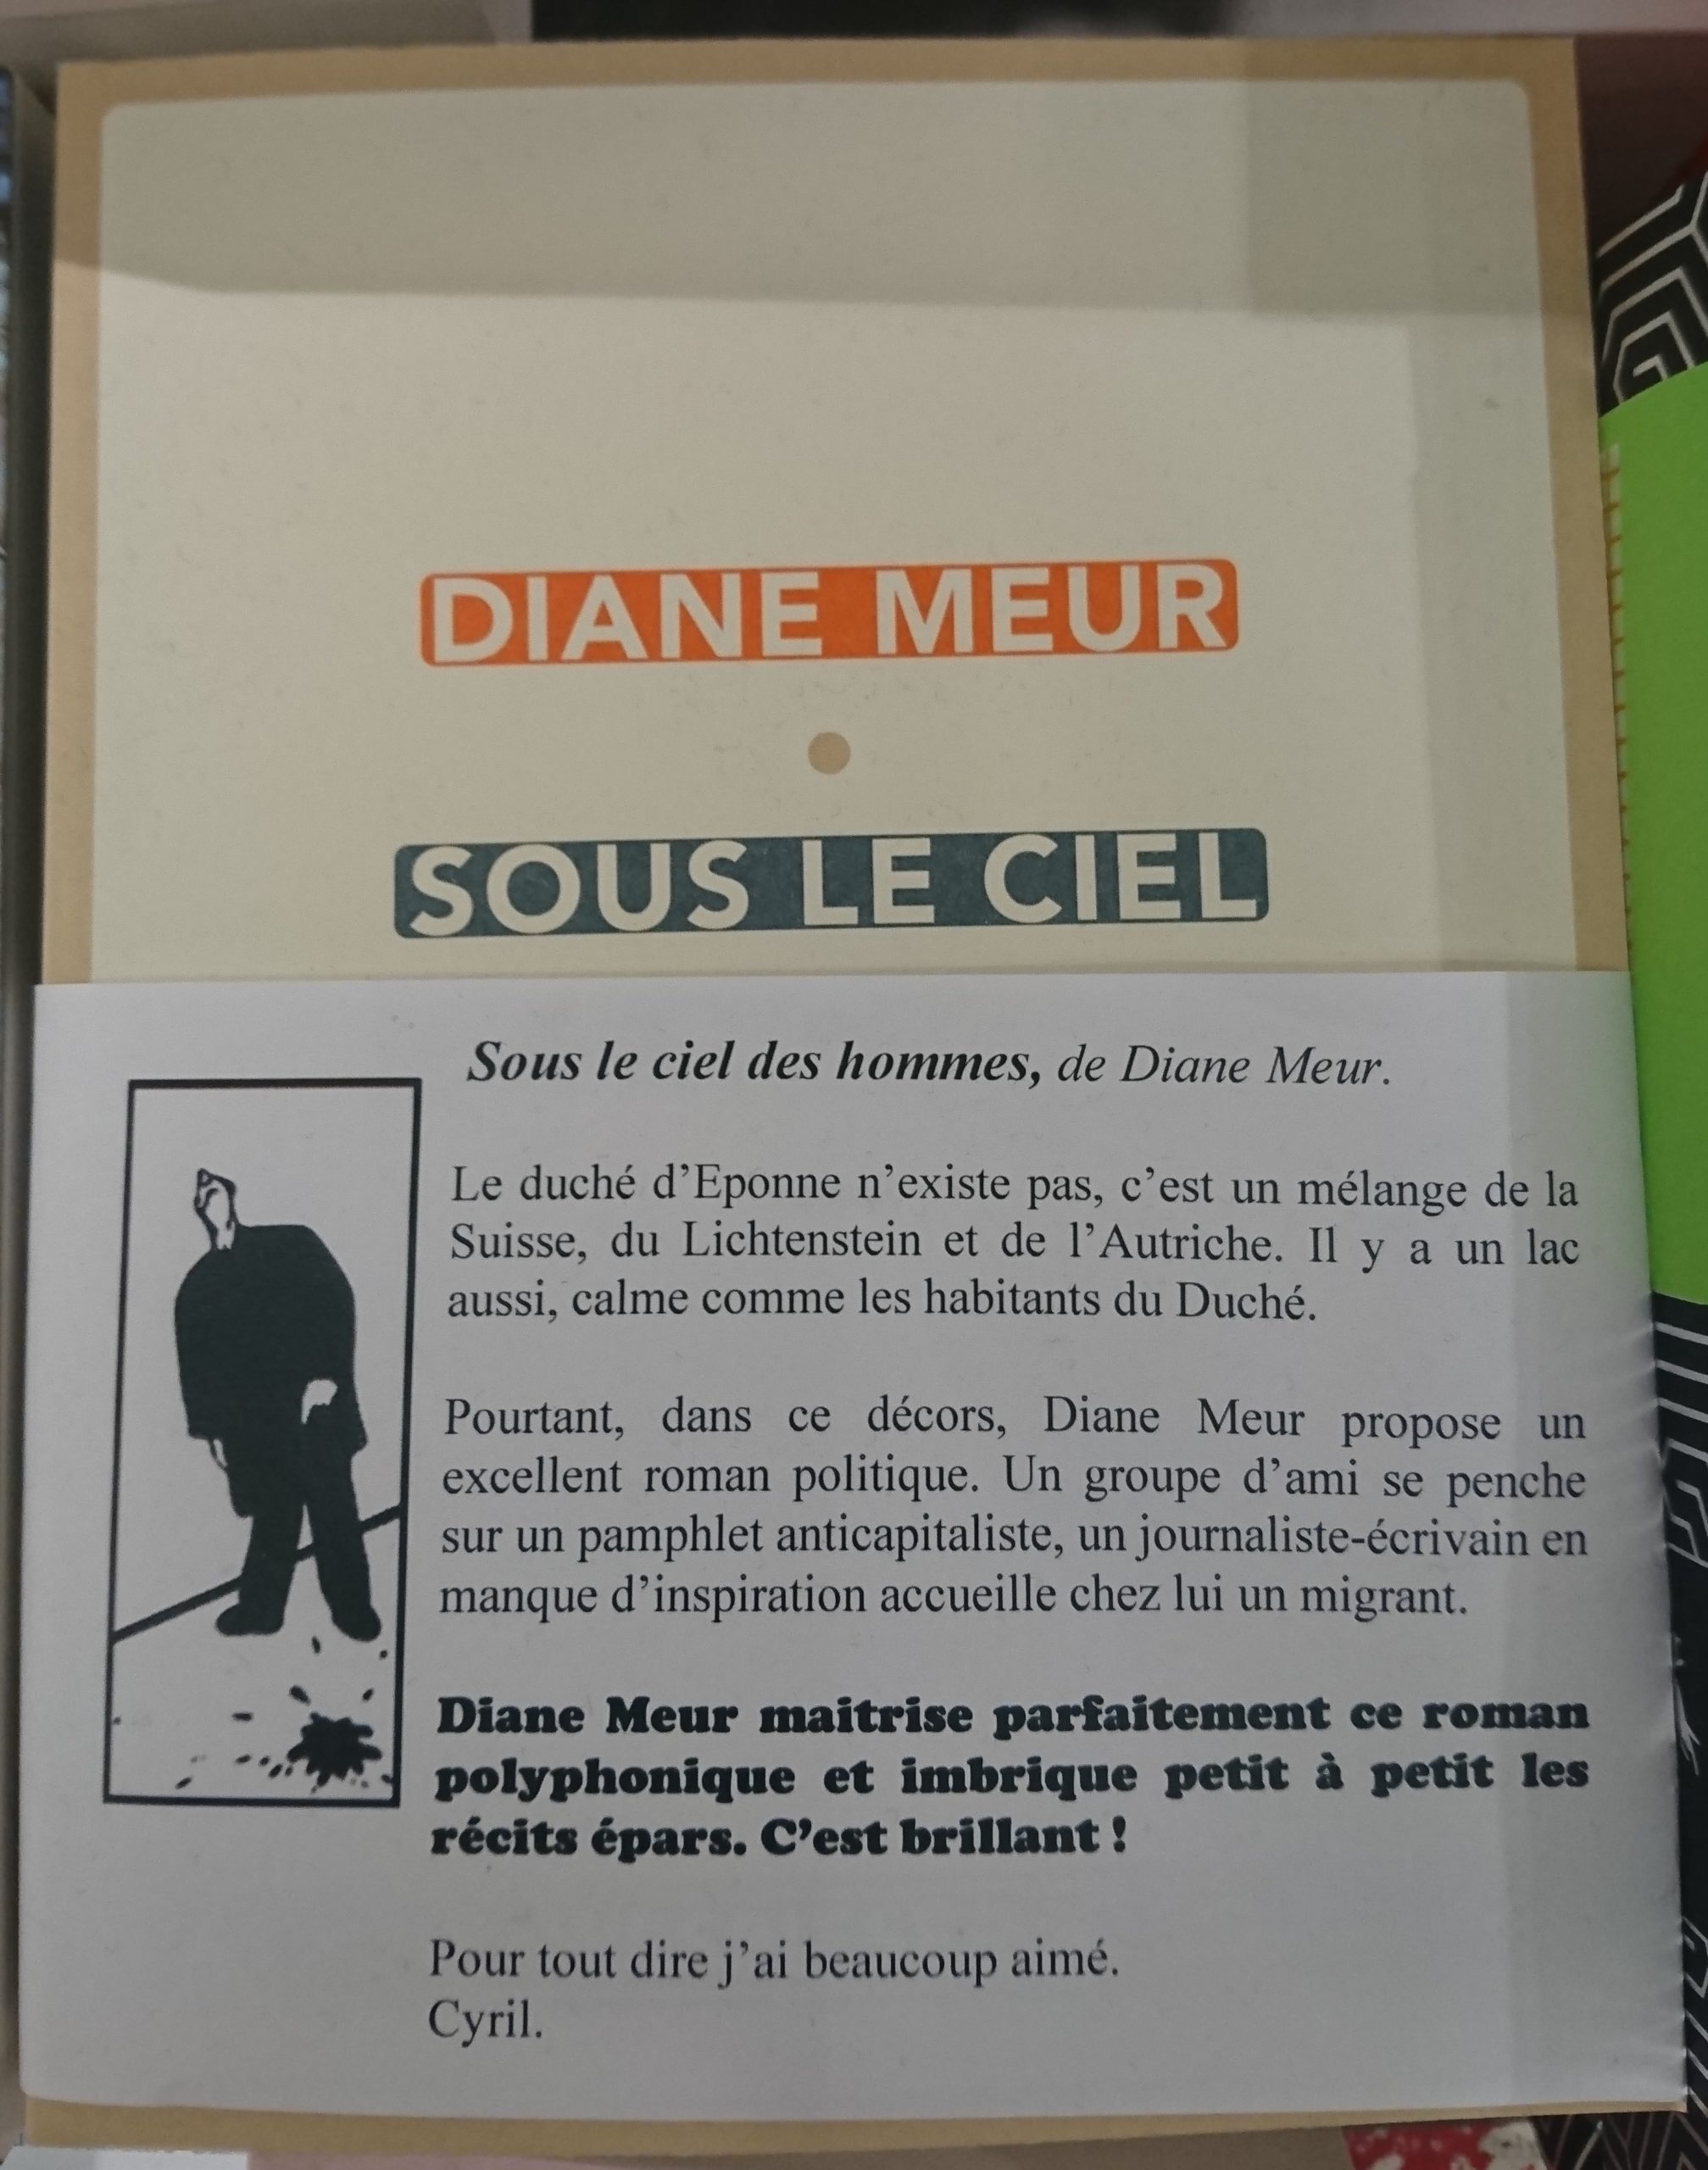 DIANE MEUR
SOUS LE CIEL
Sous le ciel des hommes, de Diane Meur.
Le duché d’Eponne n’existe pas, c’est un mélange de la
Suisse, du Lichtenstein et de l’Autriche. Il y a un lac
aussi, calme comme les habitants du Duché.
Pourtant, dans ce décors, Diane Meur propose un
excellent roman politique. Un groupe d’ami se penche
sur un pamphlet anticapitaliste, un journaliste-écrivain en
manque d’inspiration accueille chez lui un migrant.
Diane Meur maitrise parfaitement ce roman
polyphonique et imbrique petit à petit les
récits épars. C’est brillant !
Pour tout dire j’ai beaucoup aimé.
Cyril.